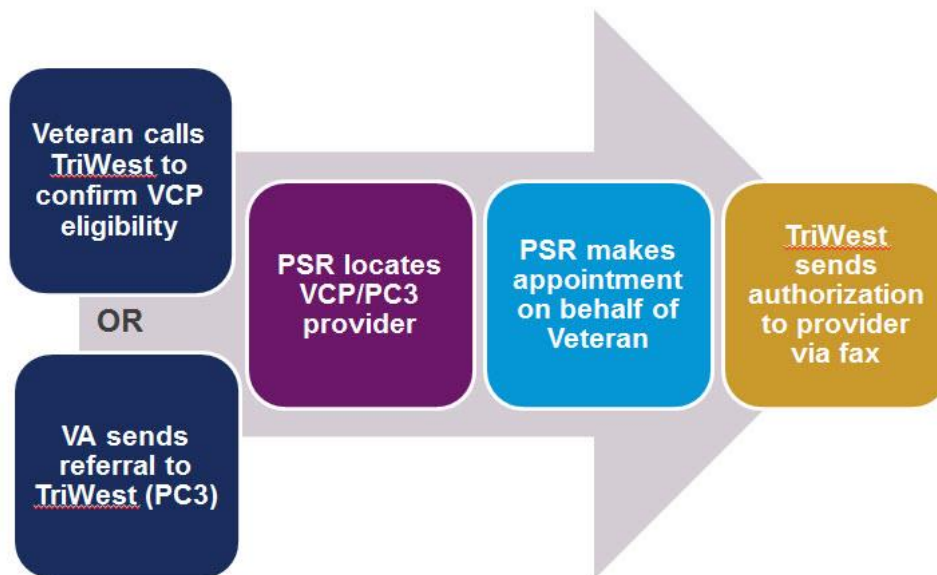 Veteran calls
TriWest to
confirm VCP
eligibility
OR
VA sends
referral to
TriWest (PC3)
PSR locates
VCP/PC3
provider
PSR makes
appointment
on behalf of
Veteran
TriWest
sends
authorization
to provider
via fax